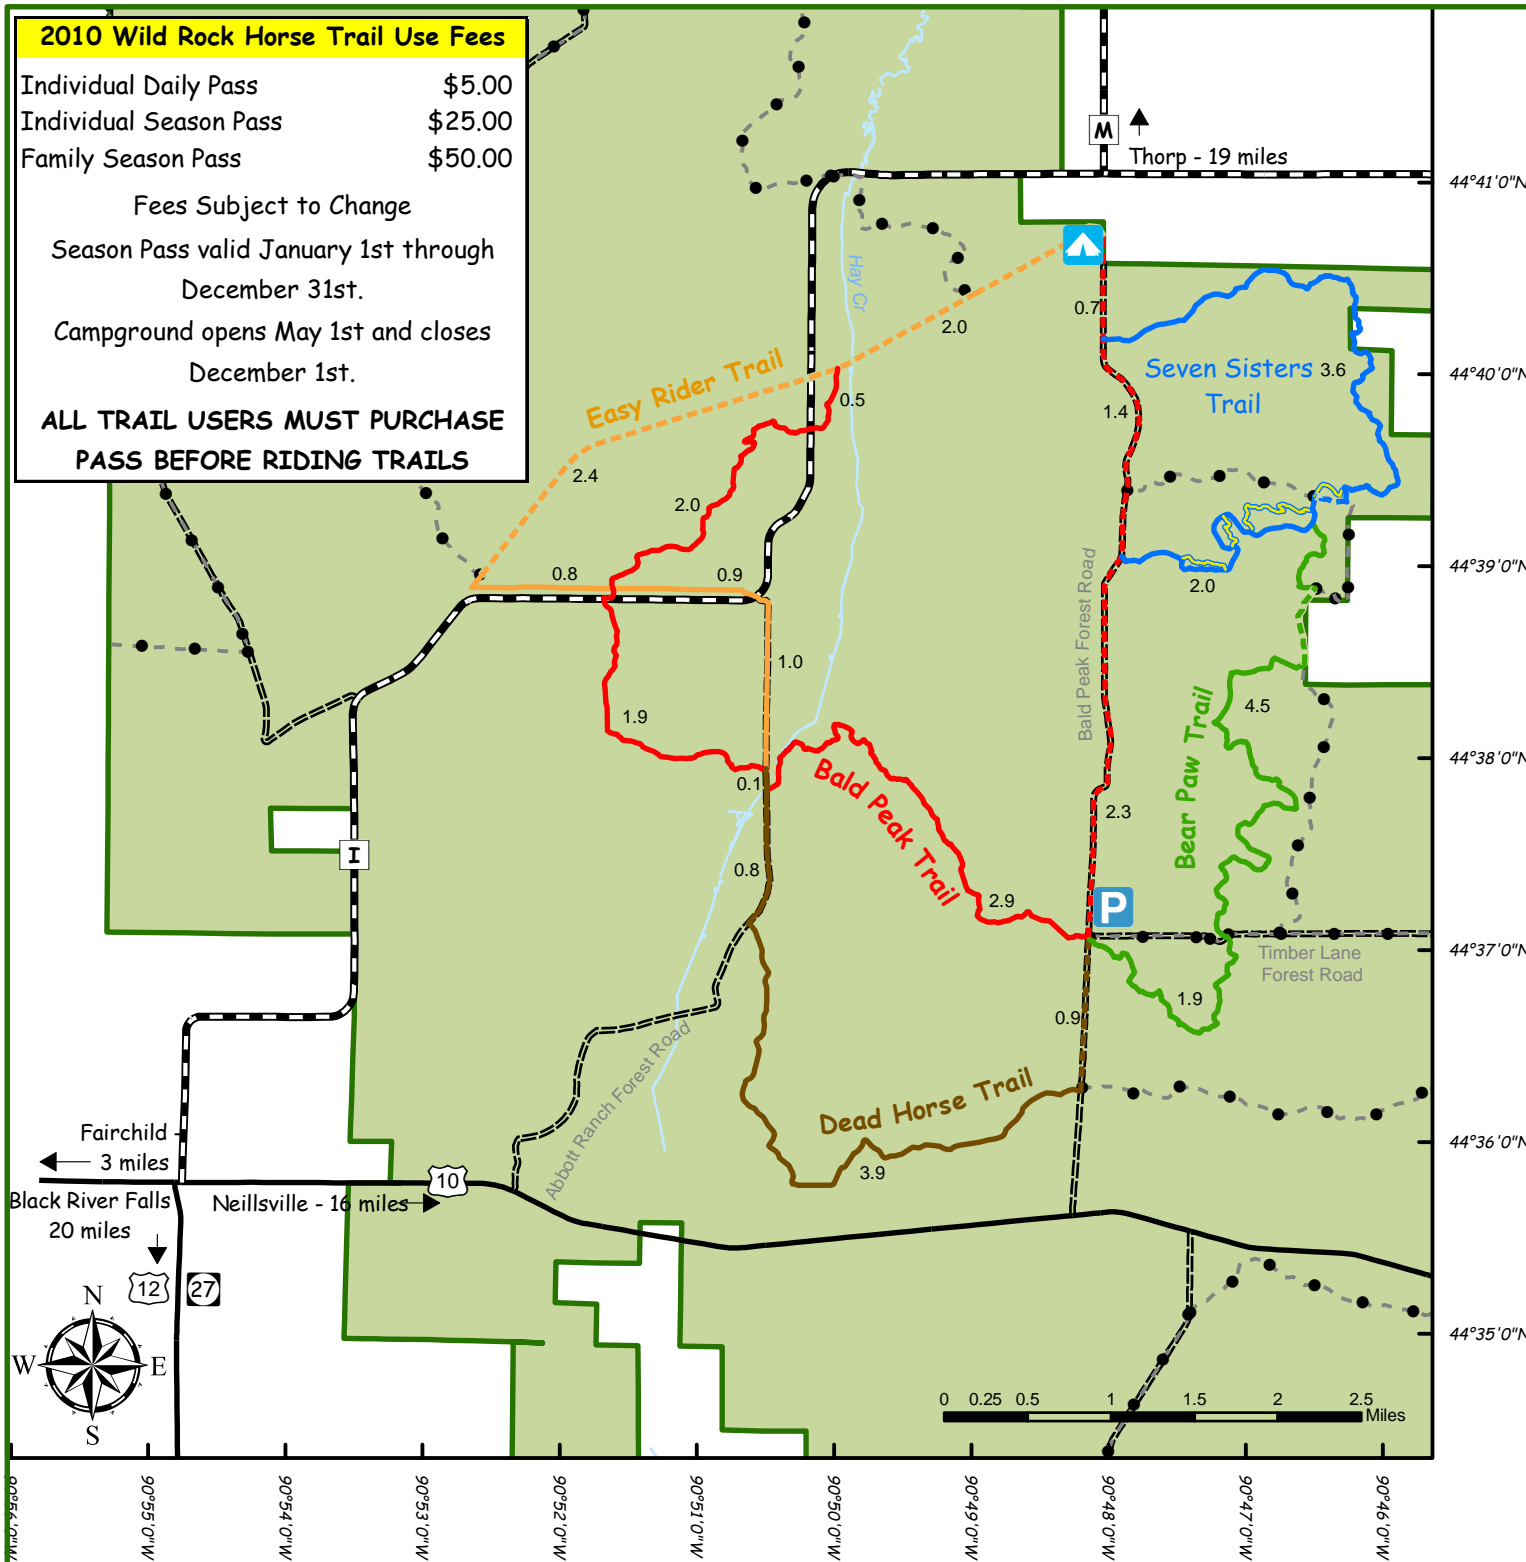 2010 Wild Rock Horse Trail Use Fees
Individual Daily Pass $5.00
Individual Season Pass $25.00
Family Season Pass $50.00
Fees Subject to Change
Season Pass valid January 1st through
December 31st.
Campground opens May 1st and closes
December 1st.
ALL TRAIL USERS MUST PURCHASE
PASS BEFORE RIDING TRAILS
M
Thorp - 19 miles
44°41'0"N
Hay Cr
0.7
2.0
Easy Rider Trail
Seven Sisters
Trail
3.6
44°40'0"N
0.5
1.4
2.4
2.0
0.8
0.9
44°39'0"N
2.0
Bald Peak Forest Road
1.0
1.9
4.5
Bear Paw Trail
44°38'0"N
0.1
Bald Peak Trail
2.3
I
0.8
2.9
P
44°37'0"N
Timber Lane
Forest Road
1.9
0.9
Abbott Ranch Forest Road
Dead Horse Trail
3.9
44°36'0"N
Fairchild -
3 miles
10
Black River Falls
20 miles
Neillsville - 16 miles
12
27
N
W
E
S
44°35'0"N
0 0.25 0.5 1 1.5 2 2.5
Miles
90°56'0"W
90°55'0"W
90°54'0"W
90°53'0"W
90°52'0"W
90°51'0"W
90°50'0"W
90°49'0"W
90°48'0"W
90°47'0"W
90°46'0"W